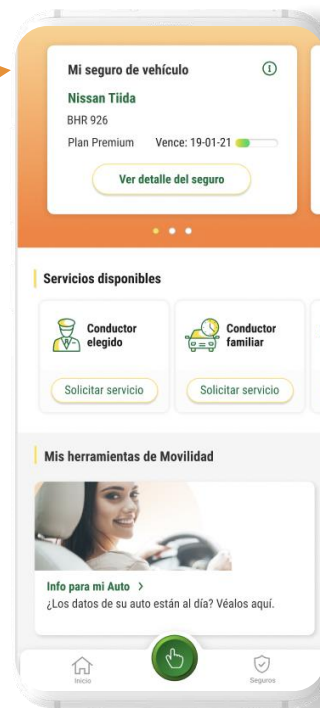 Mi seguro de vehículo
Nissan Tiida
BHR 926
Plan Premium Vence: 19-01-21
Ver detalle del seguro
Servicios disponibles
Conductor
elegido
Conductor
familiar
Solicitar servicio
Solicitar servicio
Mis herramientas de Movilidad
Info para mi Auto >
¿Los datos de su auto están al día? Véalos aquí.
Inicio
Seguros